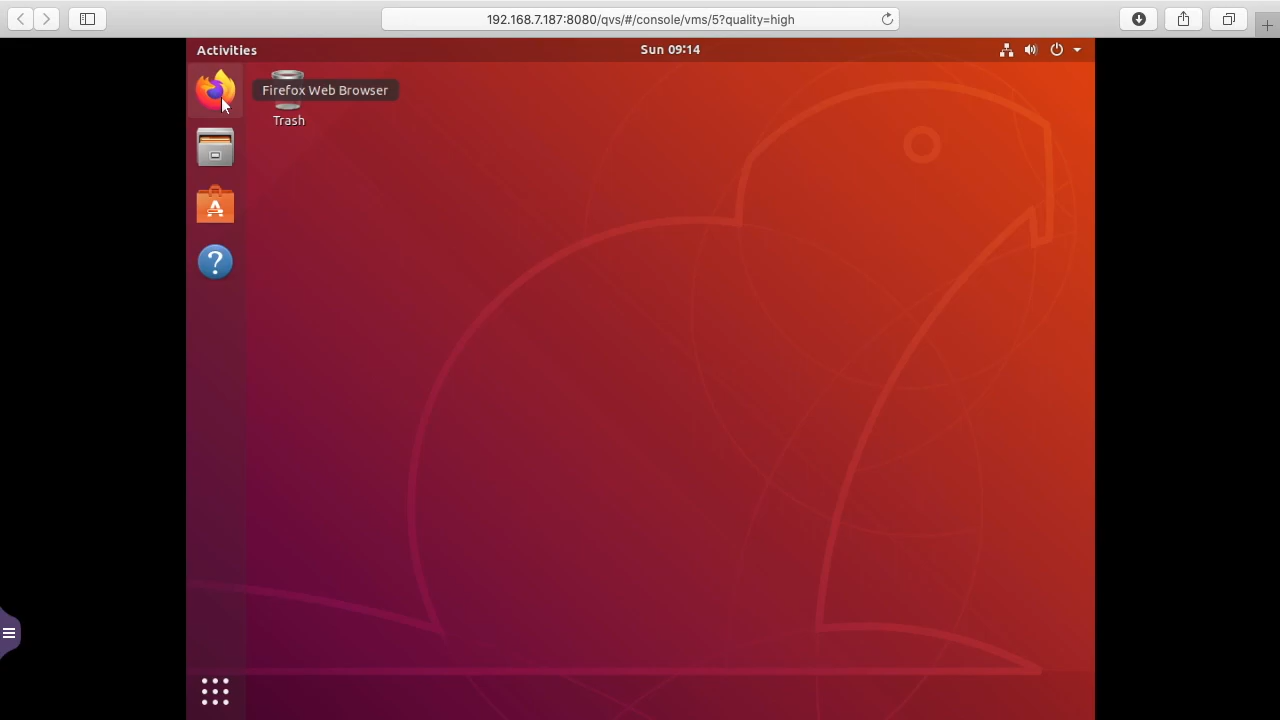 192.168.7.187:8080/qvs/#/console/vms/5?quality=high
Activities
Sun 09:14
Firefox Web Browser
Trash